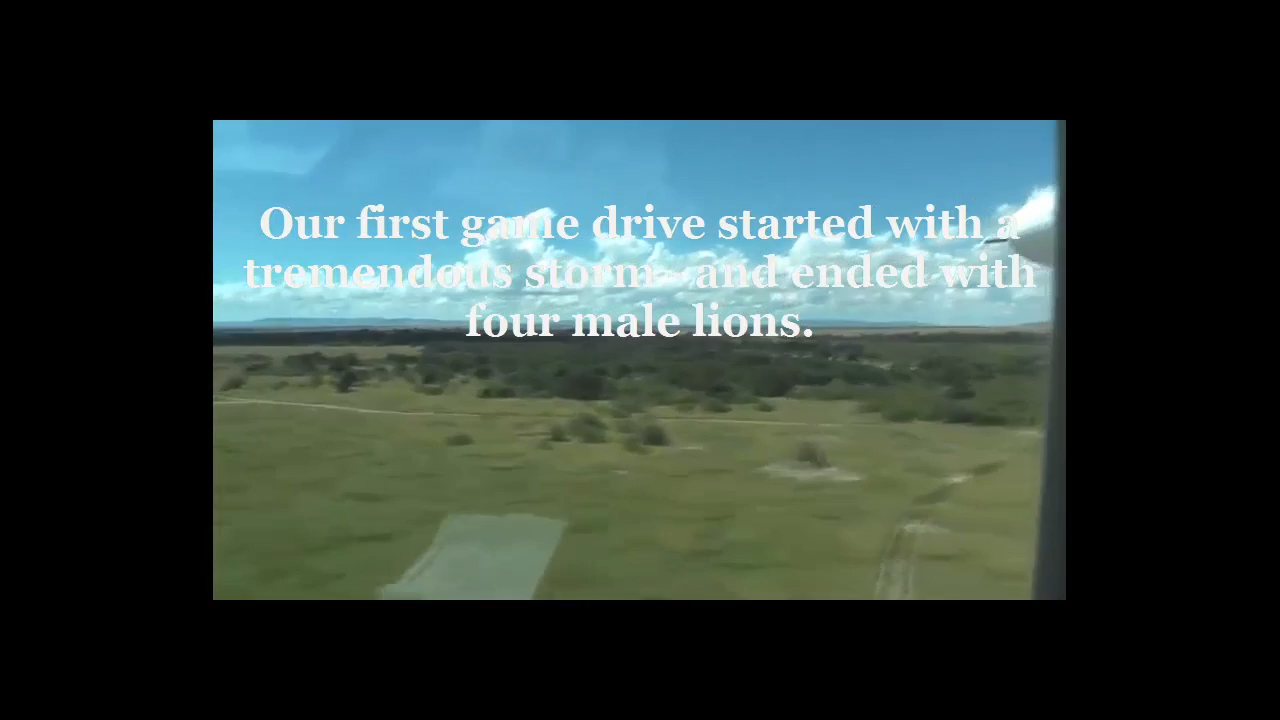 Our first game drive started with a
tremendous storm - and ended with
four male lions.